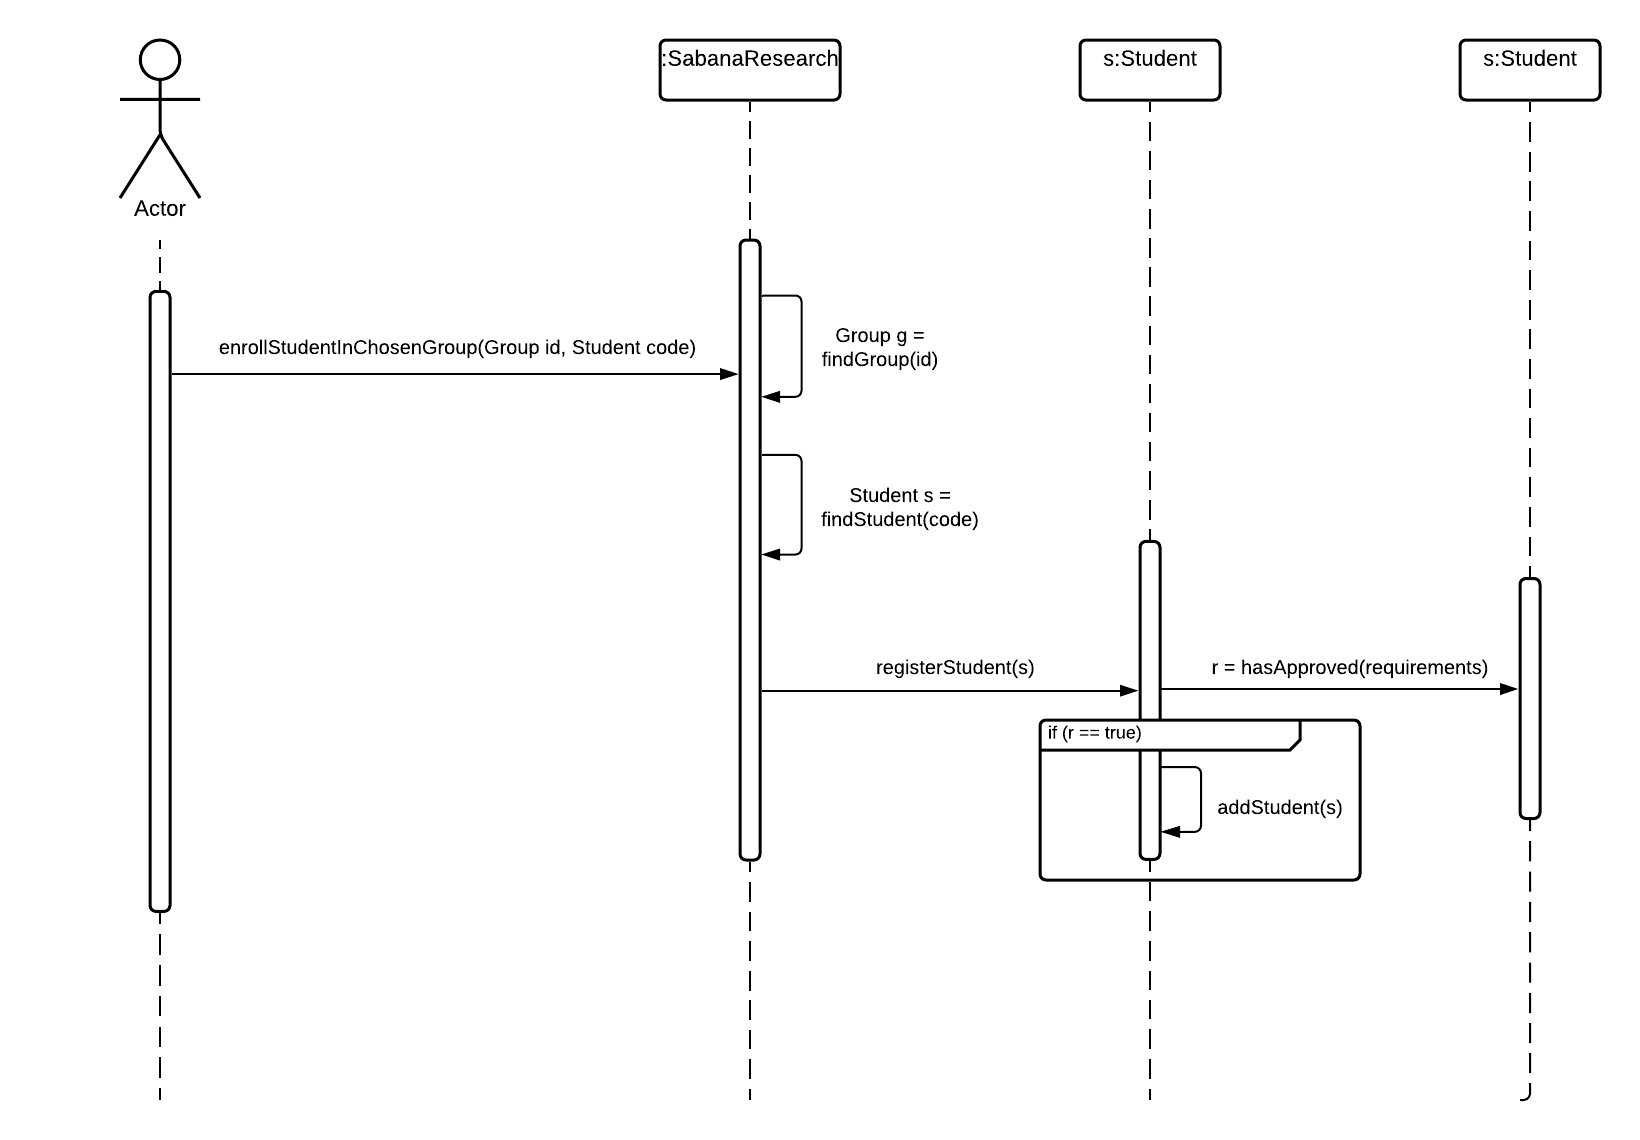 :SabanaResearch
s:Student
s:Student
Actor
enrollStudentInChosenGroup(Group id, Student code)
Group g =
findGroup(id)
Student s =
findStudent(code)
registerStudent(s)
r = hasApproved(requirements)
if (r == true)
addStudent(s)